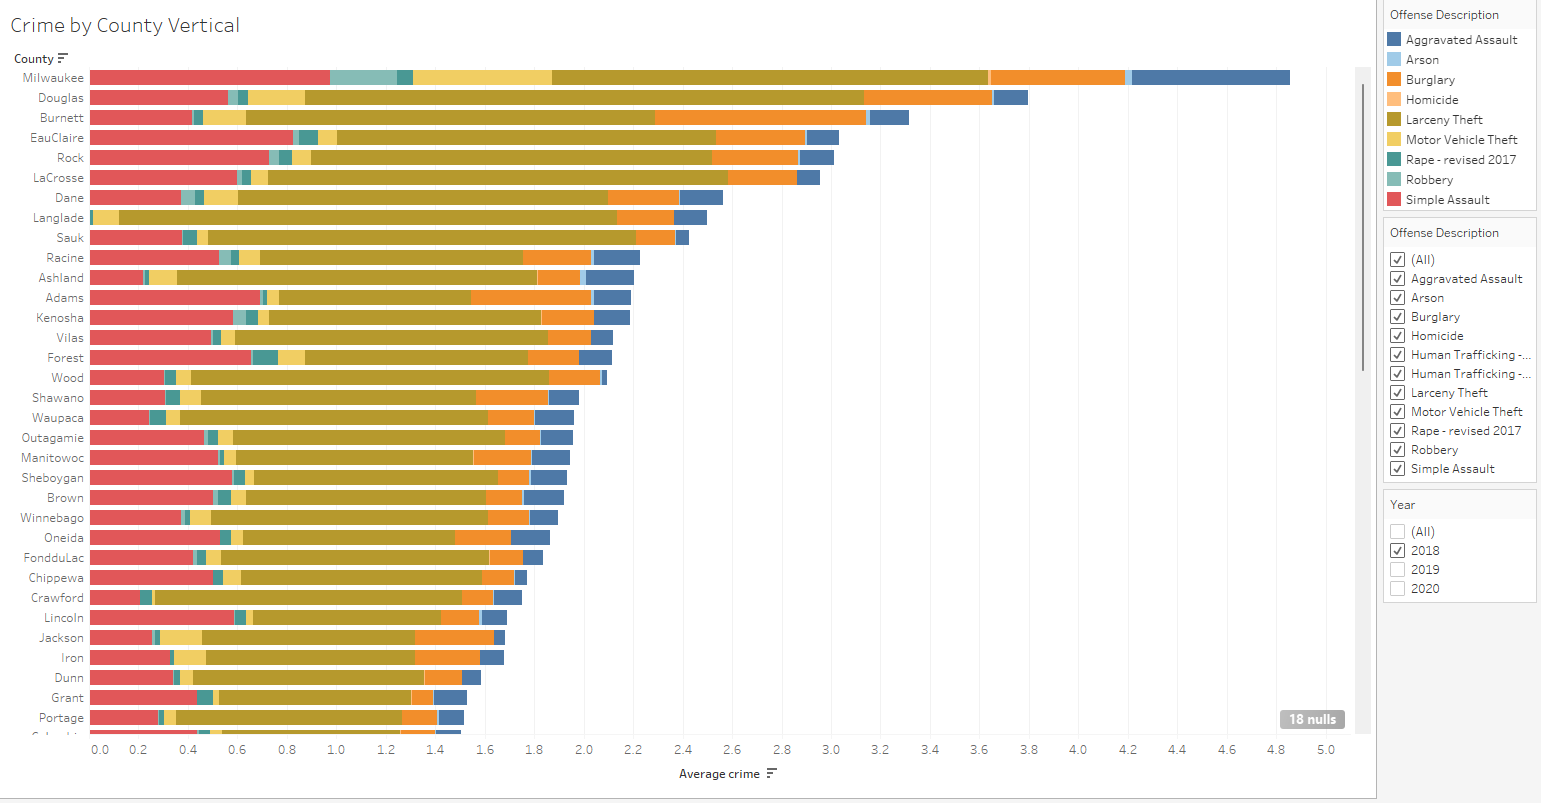 Crime by County Vertical
County
Milwaukee
Douglas
Burnett
EauClaire
Rock
LaCrosse
Dane
Langlade
Sauk
Racine
Ashland
Adams
Kenosha
Vilas
Forest
Wood
Shawano
Waupaca
Outagamie
Manitowoc
Sheboygan
Brown
Winnebago
Oneida
FondduLac
Chippewa
Crawford
Lincoln
Jackson
Iron
Dunn
Grant
Portage
18 nulls
0.0 0.2 0.4 0.6 0.8 1.0 1.2 1.4 1.6 1.8 2.0 2.2 2.4 2.6 2.8 3.0 3.2 3.4 3.6 3.8 4.0 4.2 4.4 4.6 4.8 5.0
Average crime
Offense Description
Aggravated Assault
Arson
Burglary
Homicide
Larceny Theft
Motor Vehicle Theft
Rape - revised 2017
Robbery
Simple Assault
Offense Description
(All)
Aggravated Assault
Arson
Burglary
Homicide
Human Trafficking -...
Human Trafficking -...
Larceny Theft
Motor Vehicle Theft
Rape - revised 2017
Robbery
Simple Assault
Year
(All)
2018
2019
2020